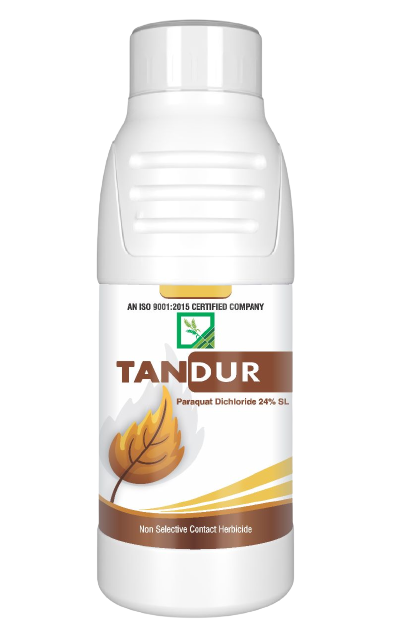 AN ISO 9001:2015 CERTIFIED COMPANY
TANDUR
Paraquat Dichloride 24% SL
Non Selective Contact Herbicide